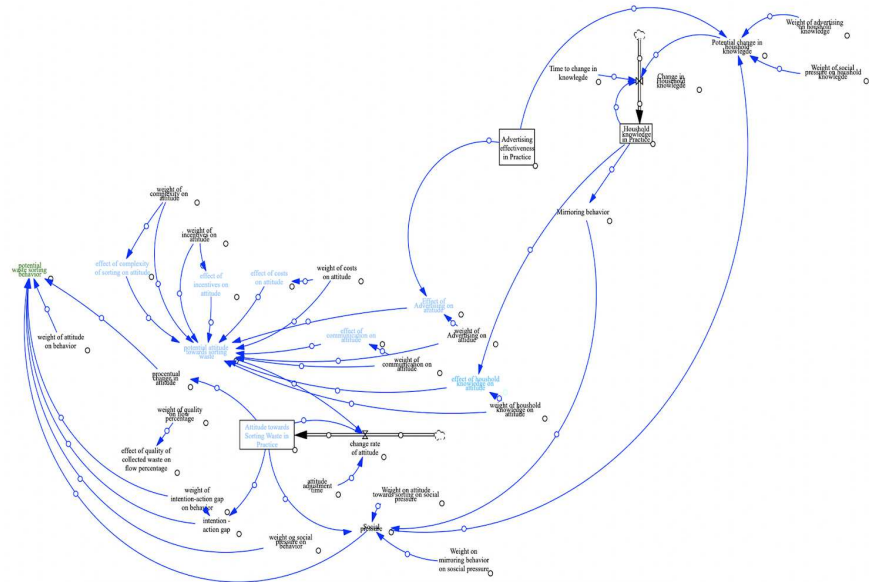 Weight of advertising
on houshold
knowledge
Potential change in
houshold
knowlegde
Weight of social
pressure on houshold
knowlegde
Time to change in
knowlegde
Change in
Household
knowlegde
Advertising
effectiveness
in Practice
Houshold
knowledge
in Practice
Mirrioring behavior
weight of
complexity on
attitude
weight of
incentives on
attitude
potential
waste sorting
behavior
effect of complexity
of sorting on attitude
effect of
incentives on
attitude
effect of costs
on attitude
weight of costs
on attitude
Effect of
Advertising on
attitude
weight of
Advertising on
attitude
effect of
communication on
attitude
weight of
communication on
attitude
weight of attitude
on behavior
potential attitude
towards sorting
waste
procentual
change in
attitude
effect of houshold
knowledge on
attitude
weight of houshold
knowledge on
attitude
weight of quality
on flow
percentage
effect of quality of
collected waste on
flow percentage
Attitude towards
Sorting Waste in
Practice
change rate
of attitude
attitude
adjustment
time
weight of
intention-action gap
on behavior
intention -
action gap
Weight on attitude
towards sorting on social
pressure
Social
pressure
weight og social
pressure on
behavior
Weight on
mirroring behavior
on soscial pressure